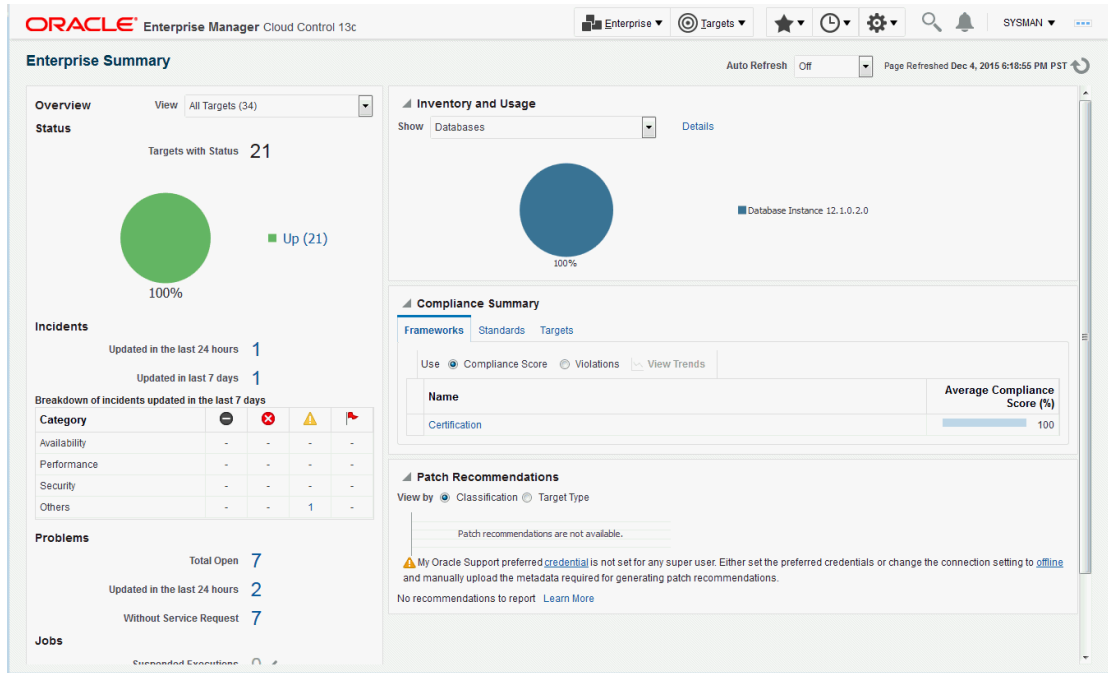 ORACLE® Enterprise Manager Cloud Control 13c
Enterprise ▼ Targets ▼ SYSMAN ▼
Enterprise Summary
Auto Refresh Off Page Refreshed Dec 4, 2015 6:18:55 PM PST
Overview View All Targets (34)
Status
Targets with Status 21
Up (21)
100%
Incidents
Updated in the last 24 hours 1
Updated in last 7 days 1
Breakdown of incidents updated in the last 7 days
Category
Availability - - - -
Performance - - - -
Security - - - -
Others - - 1 -
Problems
Total Open 7
Updated in the last 24 hours 2
Without Service Request 7
Jobs
Suspended Executions 0
Inventory and Usage
Show Databases Details
Database Instance 12.1.0.2.0
100%
Compliance Summary
Frameworks Standards Targets
Use Compliance Score Violations View Trends
Name Average Compliance
Score (%)
Certification 100
Patch Recommendations
View by Classification Target Type
Patch recommendations are not available.
My Oracle Support preferred credential is not set for any super user. Either set the preferred credentials or change the connection setting to offline
and manually upload the metadata required for generating patch recommendations.
No recommendations to report Learn More